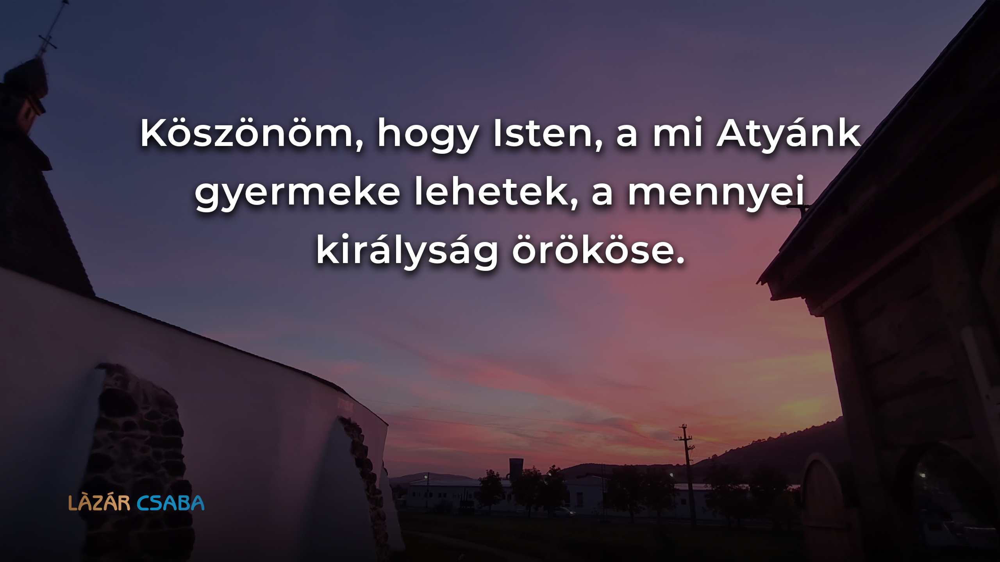 Köszönöm, hogy Isten, a mi Atyánk
gyermeke lehetek, a mennyei
királyság örököse.
LÀZÁR CSABA